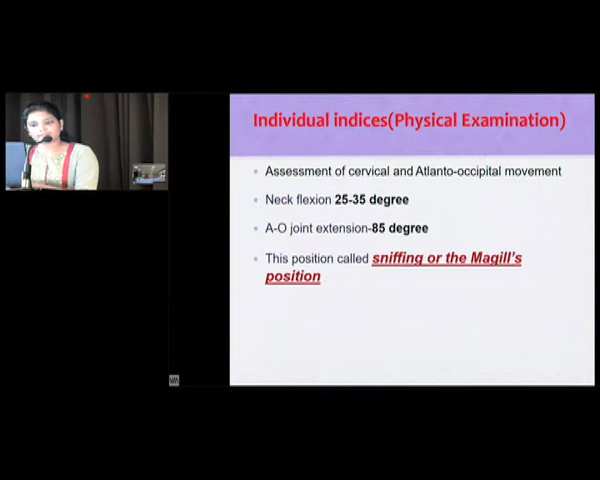 Individual indices(Physical Examination)
Assessment of cervical and Atlanto-occipital movement
Neck flexion 25-35 degree
A-O joint extension-85 degree
This position called sniffing or the Magill's
position